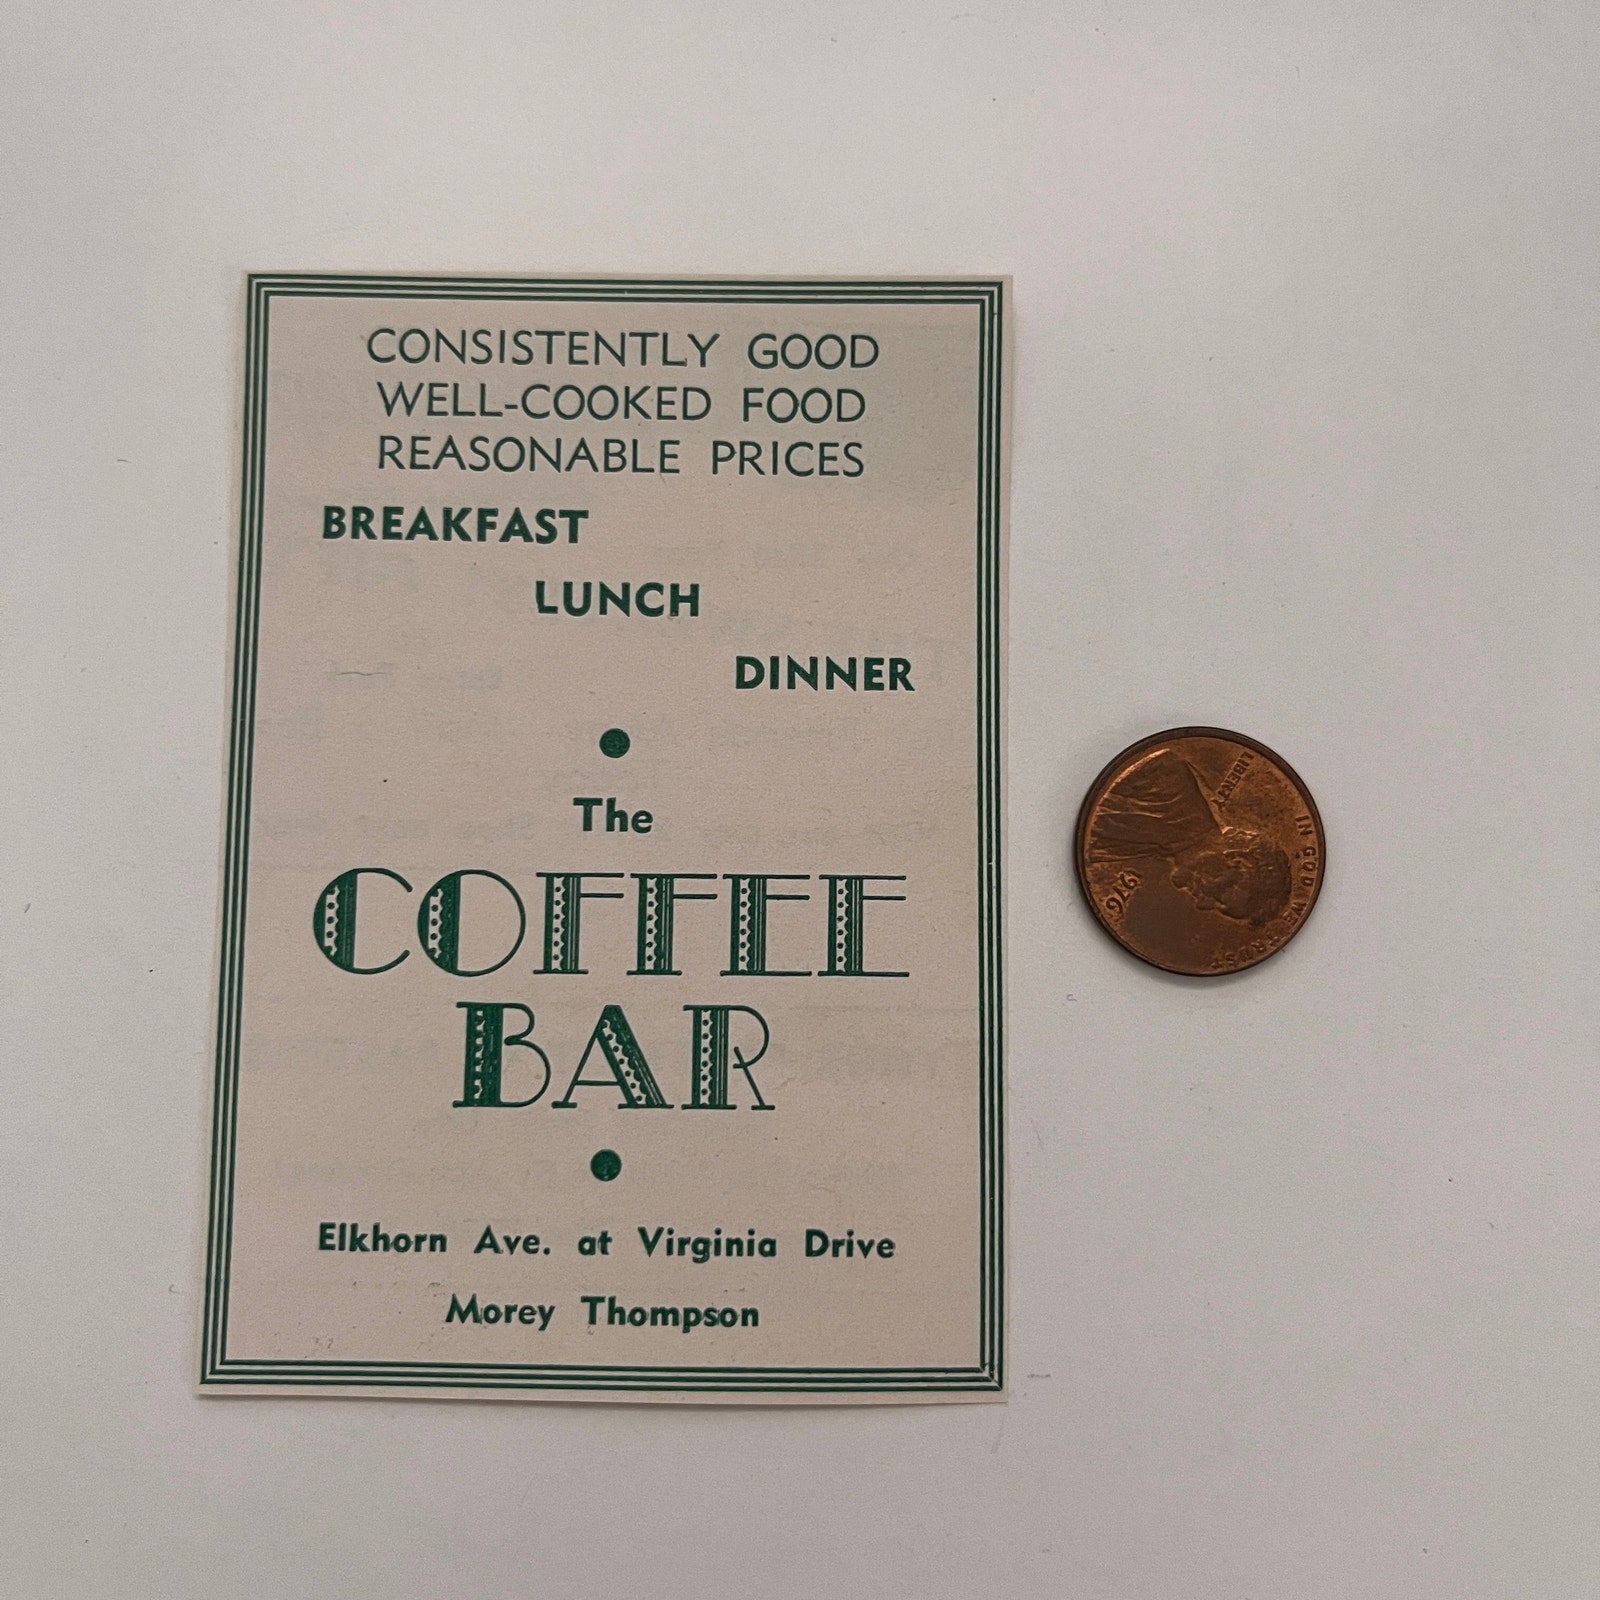 CONSISTENTLY GOOD
WELL-COOKED FOOD
REASONABLE PRICES
BREAKFAST
LUNCH
DINNER
The
COFFEE
BAR
Elkhorn Ave. at Virginia Drive
Morey Thompson
LIBERTY
IN GOD WE TRUST
1976